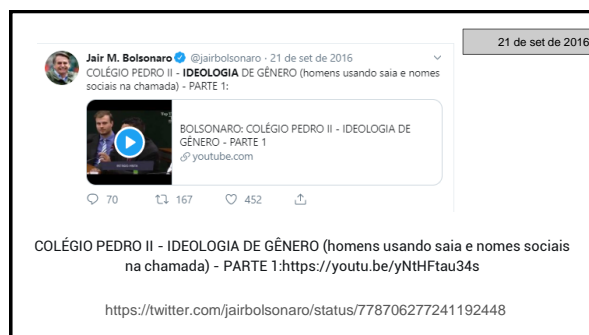 21 de set de 2016
Jair M. Bolsonaro @jairbolsonaro · 21 de set de 2016
COLÉGIO PEDRO II - IDEOLOGIA DE GÊNERO (homens usando saia e nomes
sociais na chamada) - PARTE 1:
BOLSONARO: COLÉGIO PEDRO II - IDEOLOGIA DE
GÊNERO - PARTE 1
youtube.com
70 167 452
COLÉGIO PEDRO II - IDEOLOGIA DE GÊNERO (homens usando saia e nomes sociais
na chamada) - PARTE 1:https://youtu.be/yNtHFtau34s
https://twitter.com/jairbolsonaro/status/778706277241192448